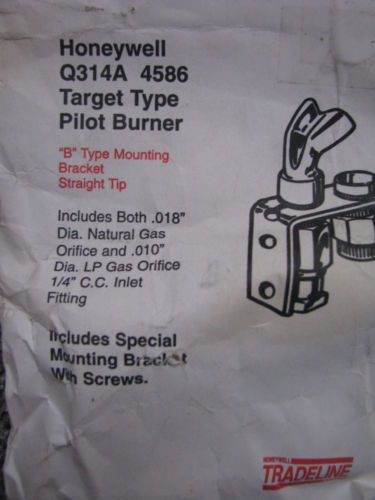 Honeywell
Q314A 4586
Target Type
Pilot Burner
"B" Type Mounting
Bracket
Straight Tip
Includes Both .018"
Dia. Natural Gas
Orifice and .010"
Dia. LP Gas Orifice
1/4" C.C. Inlet
Fitting
Includes Special
Mounting Bracket
With Screws.
HONEYWELL
TRADELINE